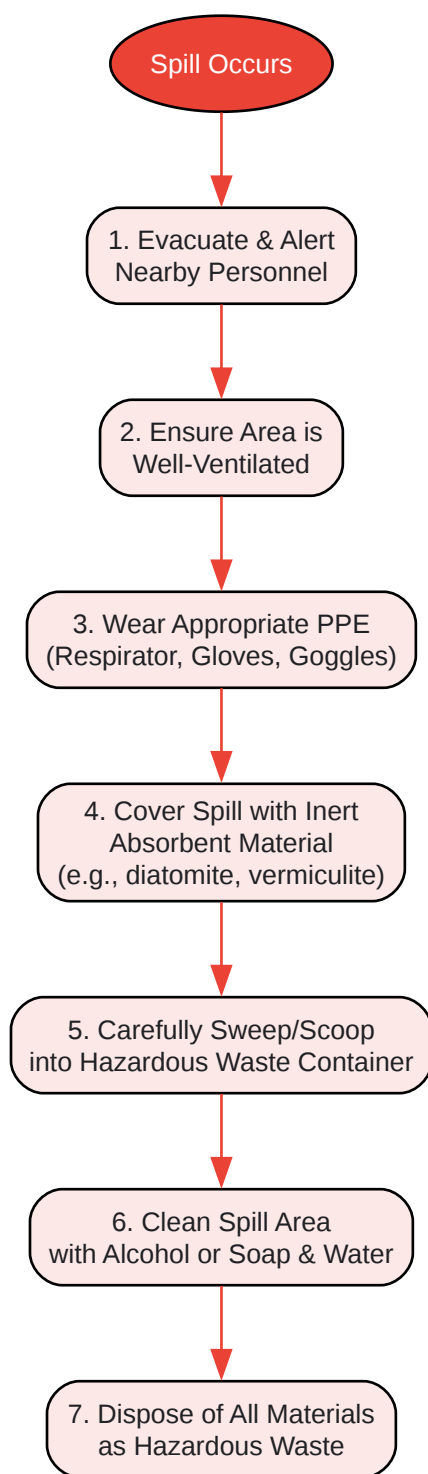 Spill Occurs
1. Evacuate & Alert
Nearby Personnel
2. Ensure Area is
Well-Ventilated
3. Wear Appropriate PPE
(Respirator, Gloves, Goggles)
4. Cover Spill with Inert
Absorbent Material
(e.g., diatomite, vermiculite)
5. Carefully Sweep/Scoop
into Hazardous Waste Container
6. Clean Spill Area
with Alcohol or Soap & Water
7. Dispose of All Materials
as Hazardous Waste